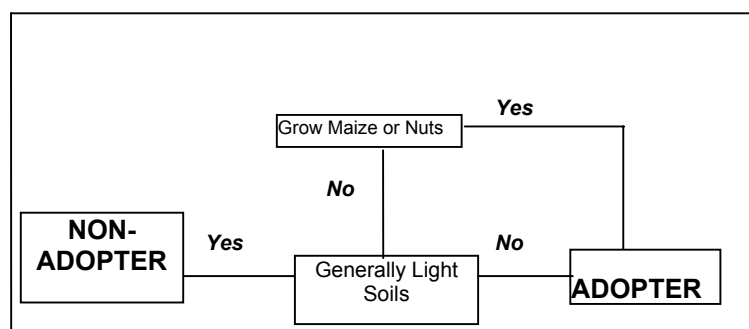 Yes
Grow Maize or Nuts
No
NON-
ADOPTER
Yes
Generally Light
Soils
No
ADOPTER